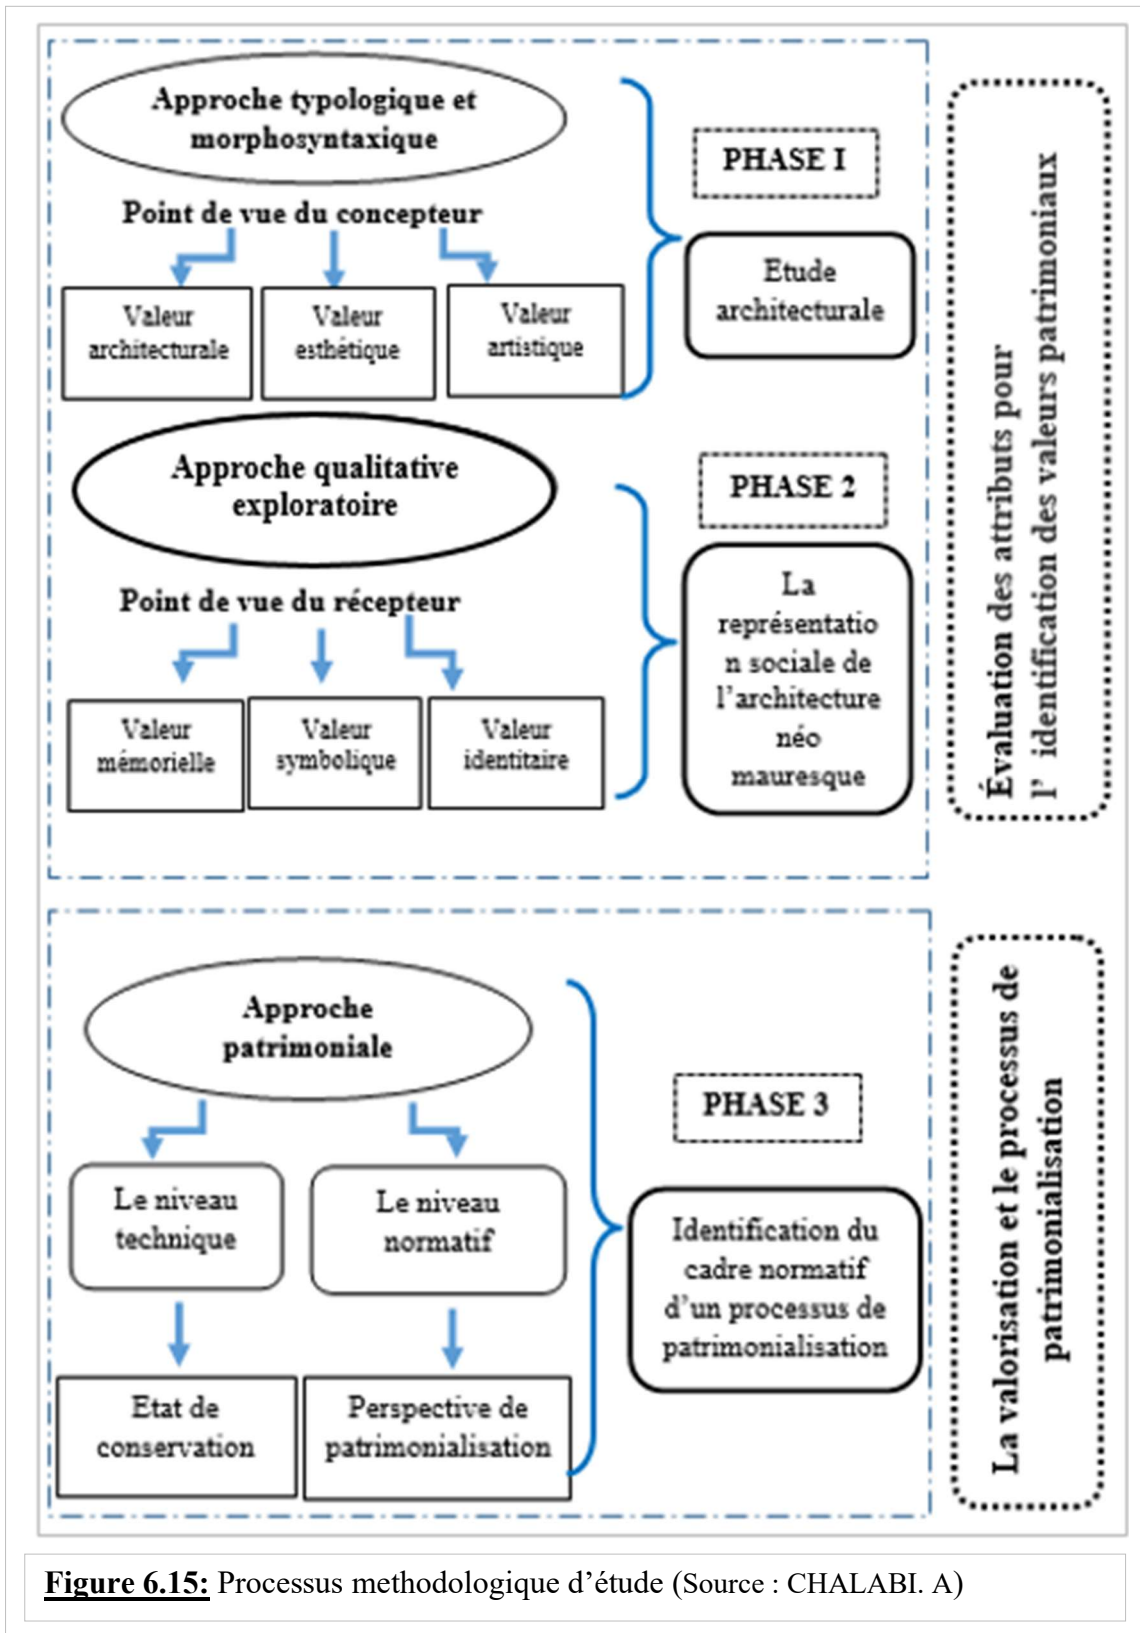 Approche typologique et
morphosyntaxique
Point de vue du concepteur
Valeur
architecturale
Valeur
esthétique
Valeur
artistique
PHASE I
Etude
architecturale
Approche qualitative
exploratoire
Point de vue du récepteur
Valeur
mémorielle
Valeur
symbolique
Valeur
identitaire
PHASE 2
La
représentatio
n sociale de
l’architecture
néo
mauresque
Évaluation des attributs pour
l’ identification des valeurs patrimoniaux
Approche
patrimoniale
Le niveau
technique
Le niveau
normatif
Etat de
conservation
Perspective de
patrimonialisation
PHASE 3
Identification du
cadre normatif
d’un processus de
patrimonialisation
La valorisation et le processus de
patrimonialisation
Figure 6.15: Processus methodologique d’étude (Source : CHALABI. A)